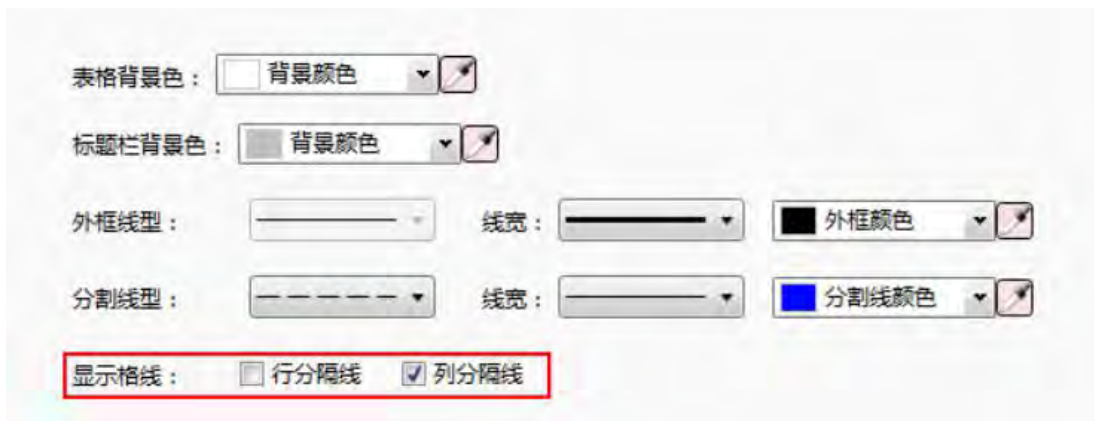 表格背景色： 背景颜色
标题栏背景色： 背景颜色
外框线型： 线宽： 外框颜色
分割线型： 线宽： 分割线颜色
显示格线： 行分隔线 列分隔线